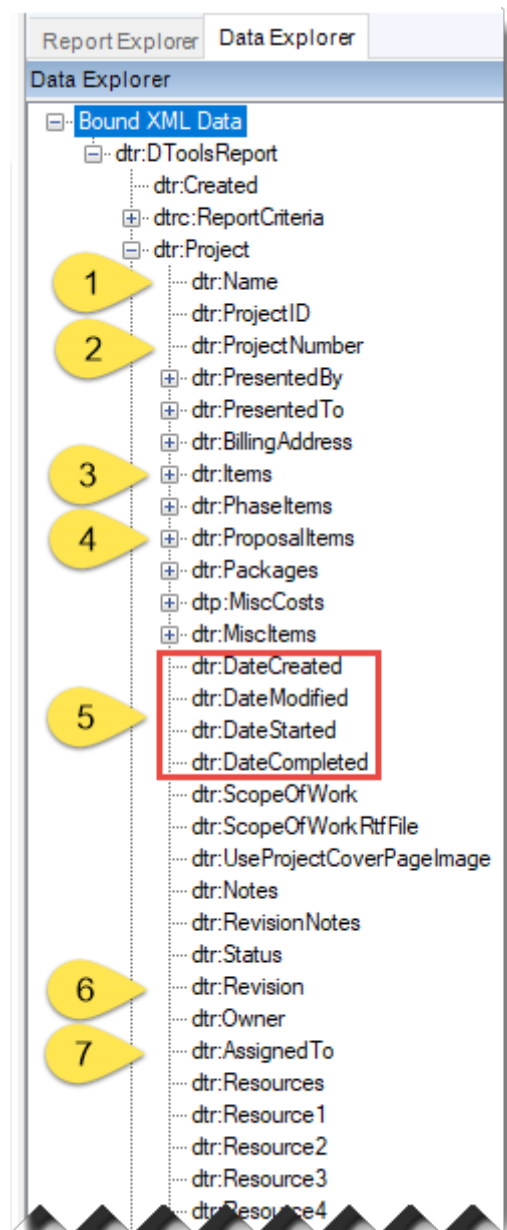 Report Explorer Data Explorer
Data Explorer
Bound XML Data
dtr:DToolsReport
dtr:Created
dtrc:ReportCriteria
dtr:Project
1 dtr:Name
dtr:ProjectID
2 dtr:ProjectNumber
dtr:PresentedBy
dtr:PresentedTo
dtr:BillingAddress
3 dtr:Items
dtr:PhaseItems
4 dtr:ProposalItems
dtr:Packages
dtp:MiscCosts
dtr:MiscItems
dtr:DateCreated
dtr:DateModified
5 dtr:DateStarted
dtr:DateCompleted
dtr:ScopeOfWork
dtr:ScopeOfWorkRtfFile
dtr:UseProjectCoverPageImage
dtr:Notes
dtr:RevisionNotes
dtr:Status
6 dtr:Revision
dtr:Owner
7 dtr:AssignedTo
dtr:Resources
dtr:Resource1
dtr:Resource2
dtr:Resource3
dtr:Resource4